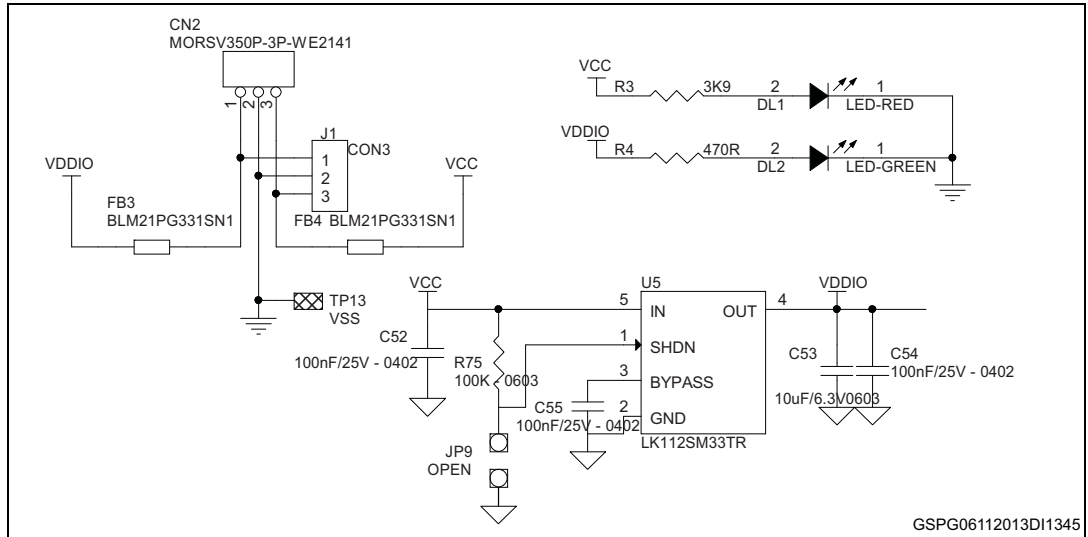 CN2
MORSV350P-3P-WE2141
1
2
3
J1
CON3
1
2
3
VDDIO
VCC
FB3
BLM21PG331SN1
FB4 BLM21PG331SN1
TP13
VSS
VCC
R3
3K9
2
DL1
1
LED-RED
VDDIO
R4
470R
2
DL2
1
LED-GREEN
VCC
C52
100nF/25V - 0402
R75
100K - 0603
JP9
OPEN
C55
100nF/25V - 0402
U5
5
IN
OUT
4
1
SHDN
3
BYPASS
2
GND
LK112SM33TR
VDDIO
C53
10uF/6.3V0603
C54
100nF/25V - 0402
GSPG06112013DI1345